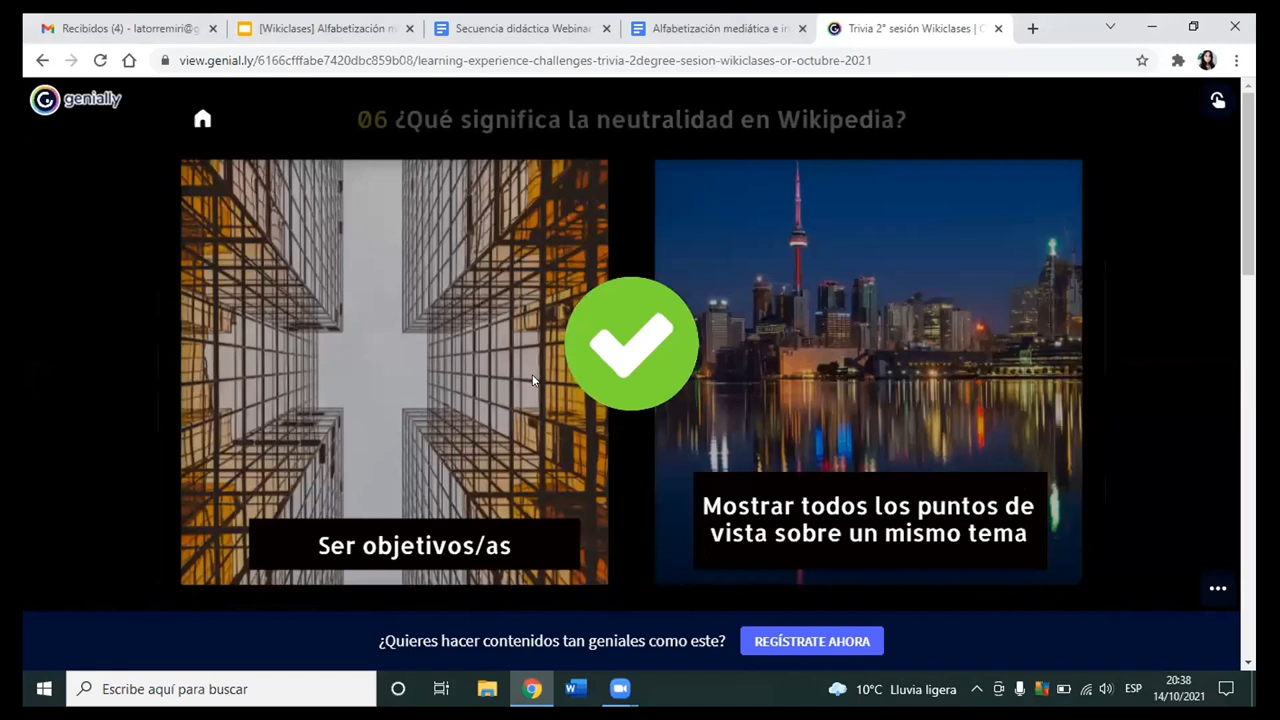 Recibidos (4) - latorremiri@g
[Wikiclases] Alfabetización m
Secuencia didáctica Webinar
Alfabetización mediática e in
Trivia 2° sesión Wikiclases | O
view.genial.ly/6166cfffabe7420dbc859b08/learning-experience-challenges-trivia-2degree-sesion-wikiclases-or-octubre-2021
genially
06 ¿Qué significa la neutralidad en Wikipedia?
Ser objetivos/as
Mostrar todos los puntos de
vista sobre un mismo tema
¿Quieres hacer contenidos tan geniales como este?
REGÍSTRATE AHORA
Escribe aquí para buscar
10°C Lluvia ligera
ESP
20:38
14/10/2021